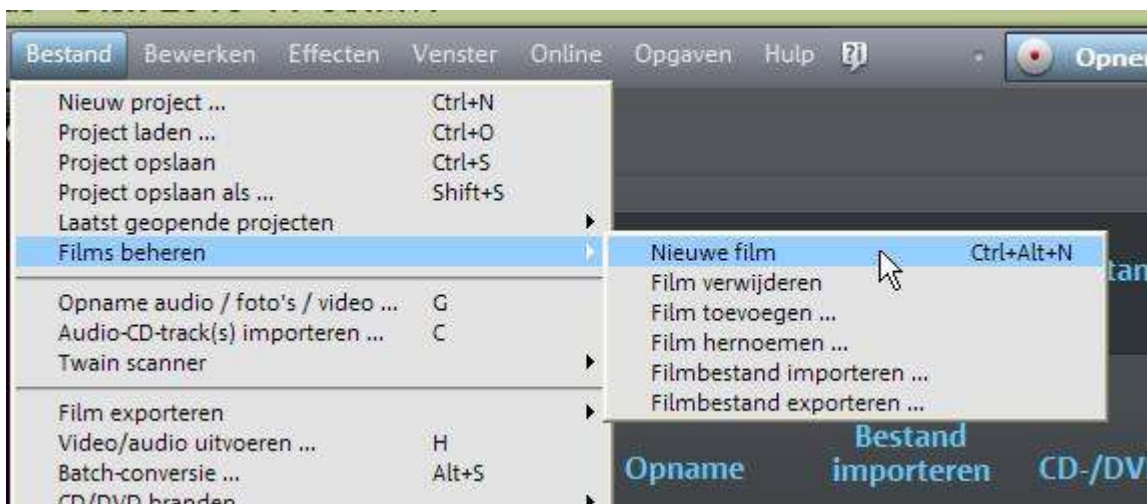 Bestand Bewerken Effecten Venster Online Opgaven Hulp
Nieuw project ... Ctrl+N
Project laden ... Ctrl+O
Project opslaan Ctrl+S
Project opslaan als ... Shift+S
Laatst geopende projecten
Films beheren
Nieuwe film Ctrl+Alt+N
Film verwijderen
Film toevoegen ...
Film hernoemen ...
Filmbestand importeren ...
Filmbestand exporteren ...
Opname audio / foto's / video ... G
Audio-CD-track(s) importeren ... C
Twain scanner
Film exporteren
Video/audio uitvoeren ... H
Batch-conversie ... Alt+S
CD/DVD branden
Opname
Bestand
importeren